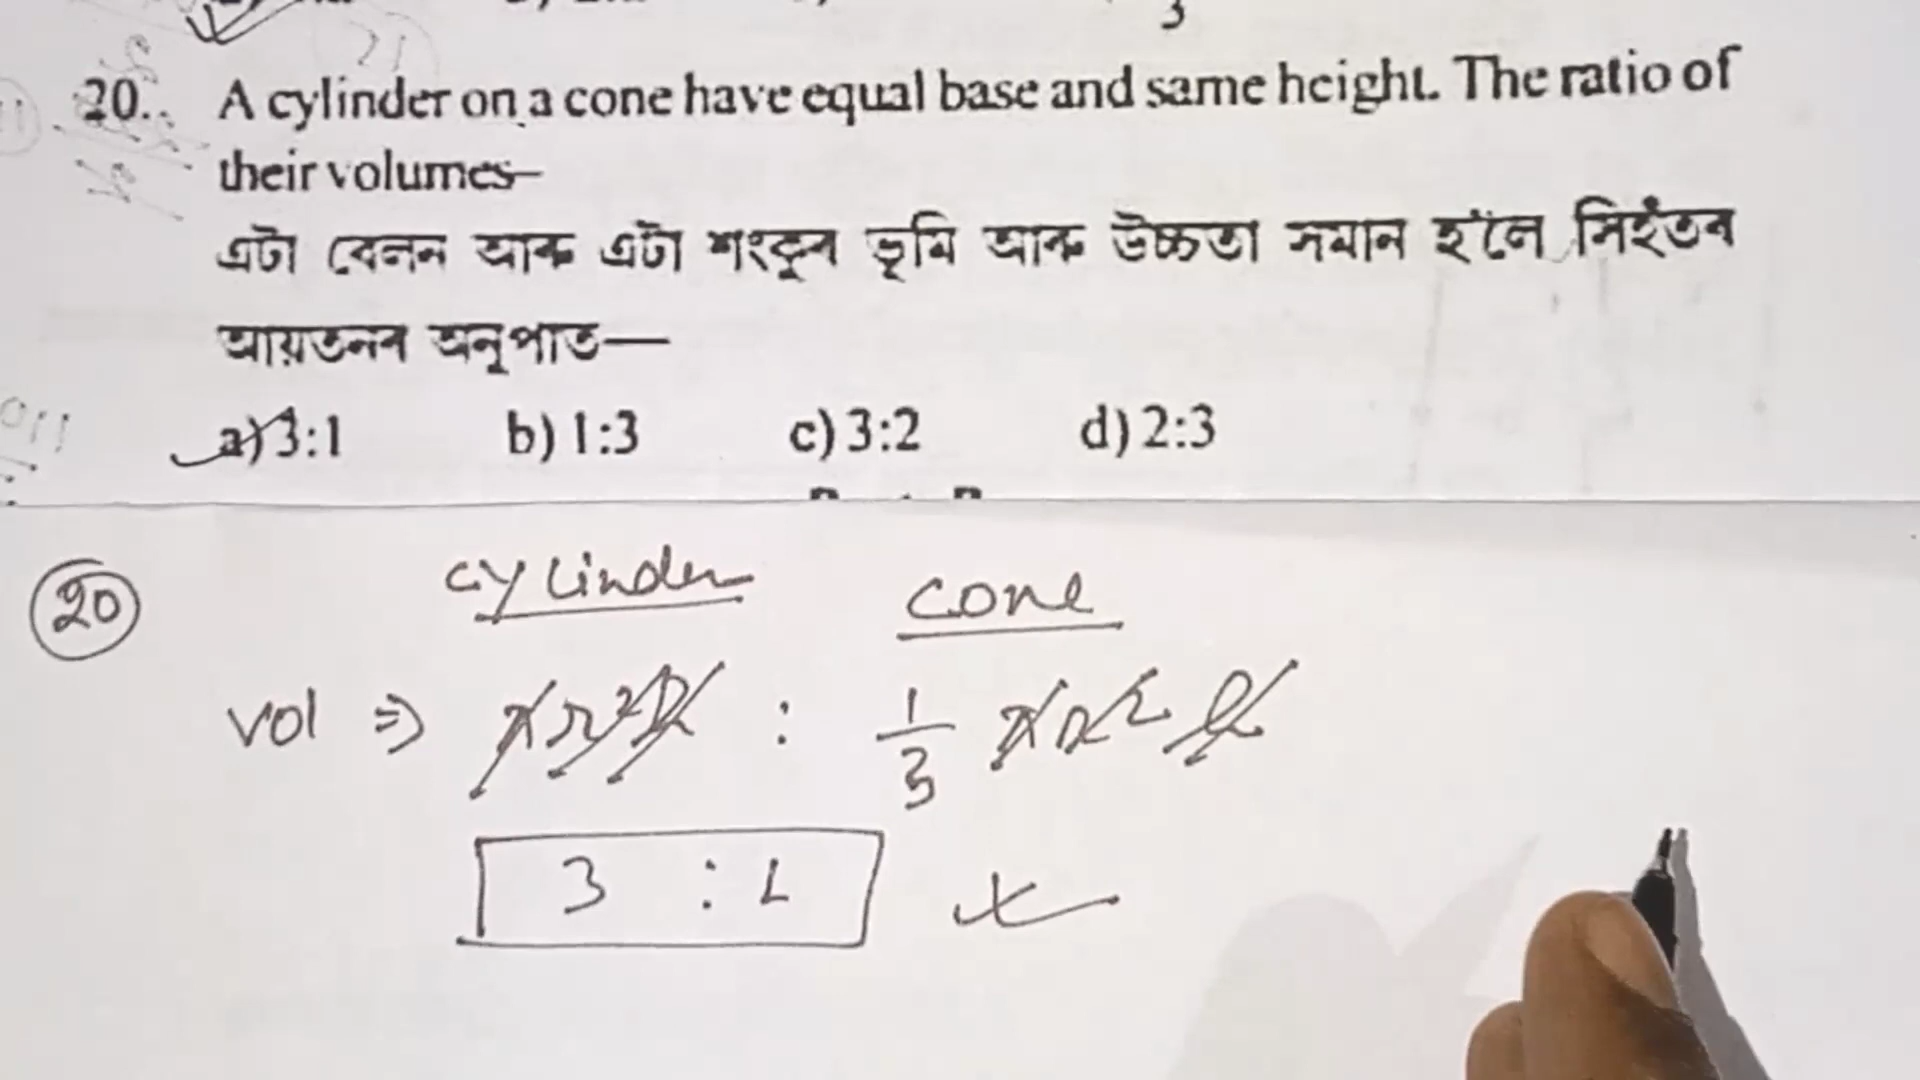 3
20. A cylinder on a cone have equal base and same height. The ratio of
their volumes—
এটা বেলন আৰু এটা শংকুৰ ভূমি আৰু উচ্চতা সমান হ'লে সিহঁতৰ
আয়তনৰ অনুপাত—
a) 3:1 b) 1:3 c) 3:2 d) 2:3
20
cylinder cone
Vol ⇒ πr²h : 1/3 πr²h
3 : 1